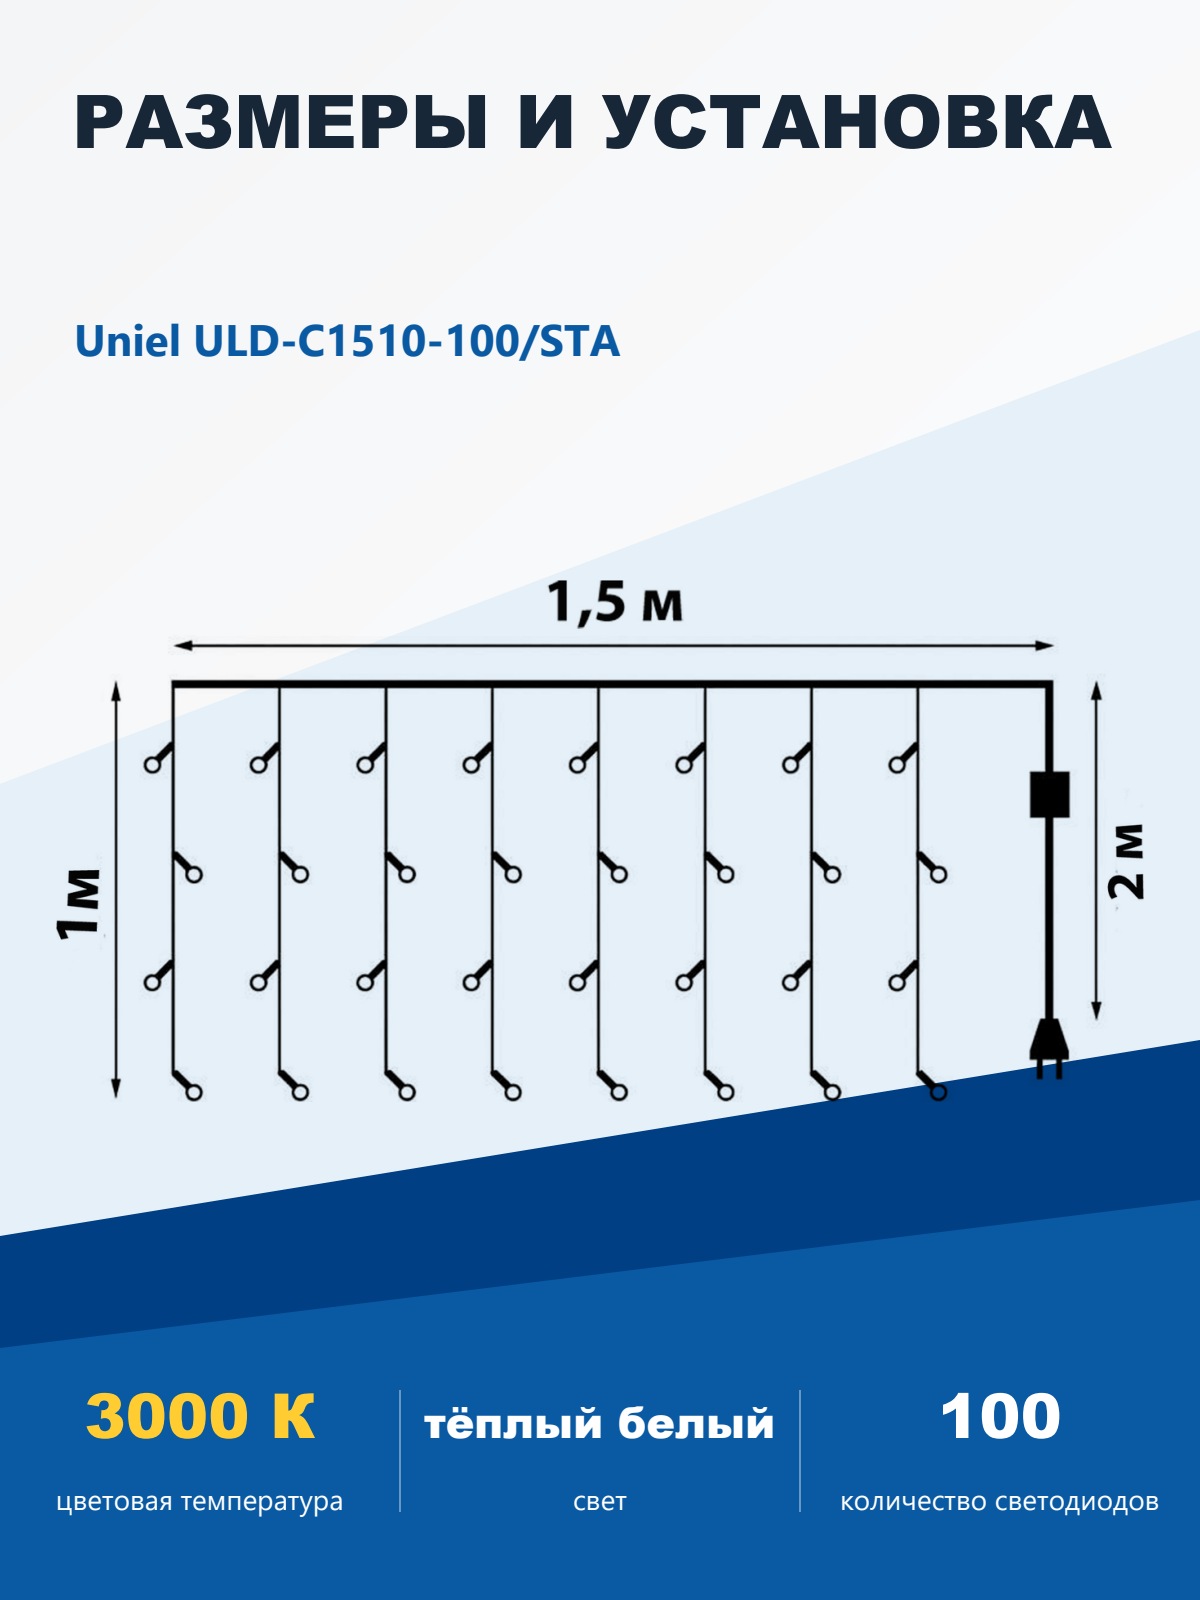 РАЗМЕРЫ И УСТАНОВКА
Uniel ULD-C1510-100/STA
1,5 м
1м
2 м
3000 К
цветовая температура
тёплый белый
свет
100
количество светодиодов